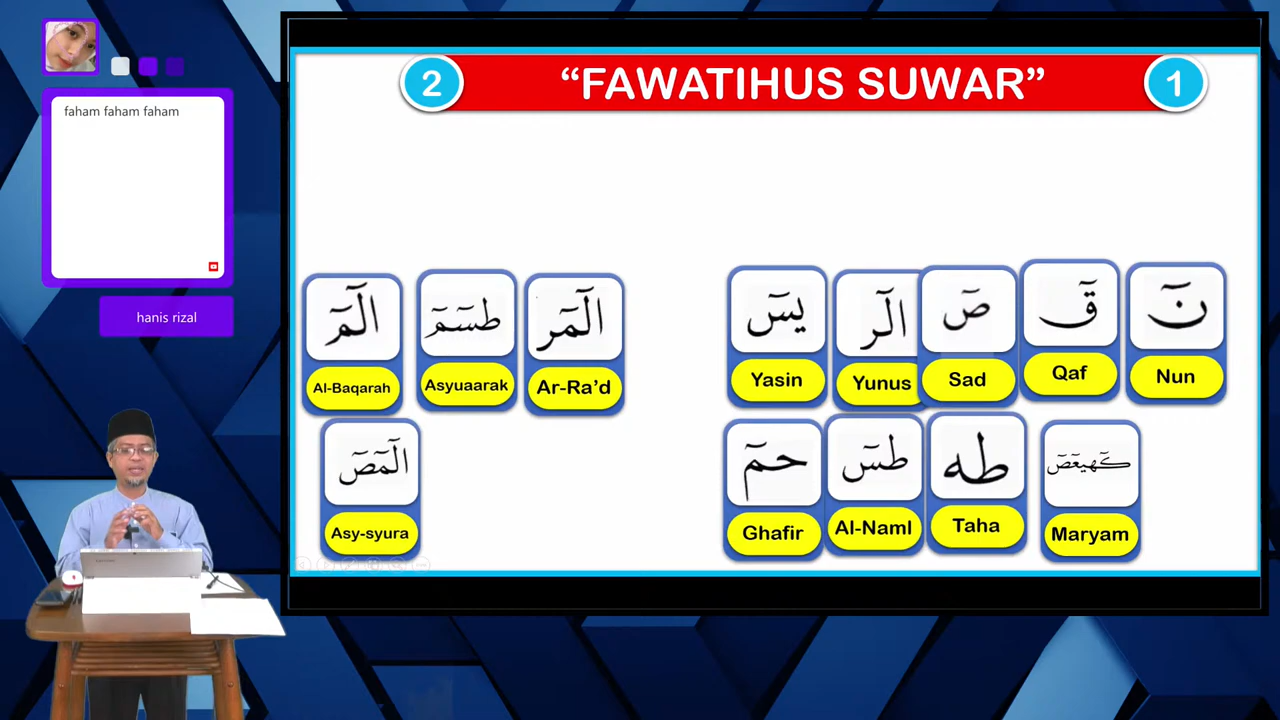 faham faham faham
hanis rizal
2
“FAWATIHUS SUWAR”
1
الٓمٓ
طسٓمٓ
الٓمٓر
يسٓ
الٓر
صٓ
قٓ
نٓ
Al-Baqarah
Asyuaarak
Ar-Ra’d
Yasin
Yunus
Sad
Qaf
Nun
الٓمٓصٓ
حمٓ
طسٓ
طه
كٓهيعٓصٓ
Asy-syura
Ghafir
Al-Naml
Taha
Maryam